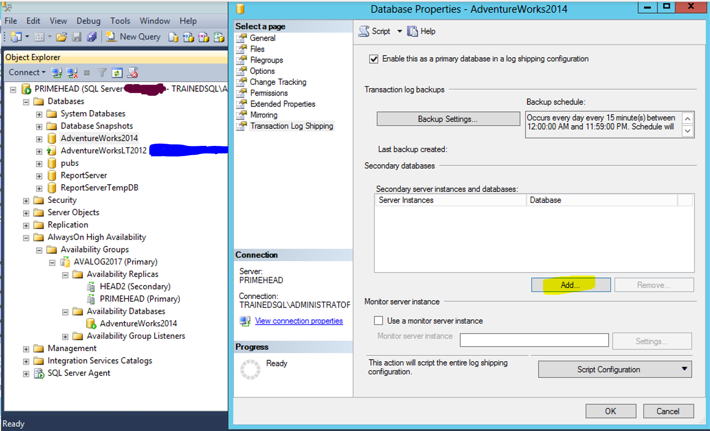 File Edit View Debug Tools Window Help
New Query
Object Explorer
Connect
PRIMEHEAD (SQL Server - TRAINEDSQL\A
Databases
System Databases
Database Snapshots
AdventureWorks2014
AdventureWorksLT2012
pubs
ReportServer
ReportServerTempDB
Security
Server Objects
Replication
AlwaysOn High Availability
Availability Groups
AVALOG2017 (Primary)
Availability Replicas
HEAD2 (Secondary)
PRIMEHEAD (Primary)
Availability Databases
AdventureWorks2014
Availability Group Listeners
Management
Integration Services Catalogs
SQL Server Agent
Ready
Database Properties - AdventureWorks2014
Select a page
General
Files
Filegroups
Options
Change Tracking
Permissions
Extended Properties
Mirroring
Transaction Log Shipping
Connection
Server:
PRIMEHEAD
Connection:
TRAINEDSQL\ADMINISTRATOR
View connection properties
Progress
Ready
Script Help
Enable this as a primary database in a log shipping configuration
Transaction log backups
Backup schedule:
Backup Settings...
Occurs every day every 15 minute(s) between
12:00:00 AM and 11:59:00 PM. Schedule will
Last backup created:
Secondary databases
Secondary server instances and databases:
Server Instances Database
Add... Remove...
Monitor server instance
Use a monitor server instance
Monitor server instance Settings...
This action will script the entire log shipping
configuration.
Script Configuration
OK Cancel